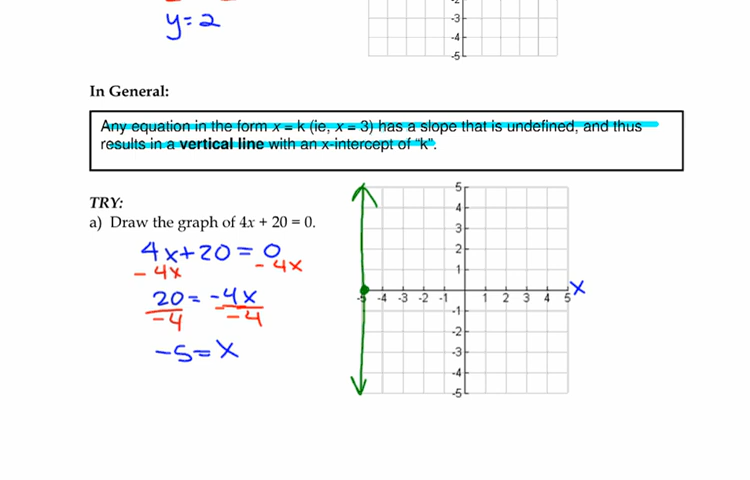 y=2
-2
-3
-4
-5
In General:
Any equation in the form x = k (ie, x = 3) has a slope that is undefined, and thus
results in a vertical line with an x-intercept of "k".
TRY:
a) Draw the graph of 4x + 20 = 0.
4x+20=0
-4x -4x
20=-4x
-4 -4
-5=x
5
4
3
2
1
-5 -4 -3 -2 -1 1 2 3 4 5 x
-1
-2
-3
-4
-5